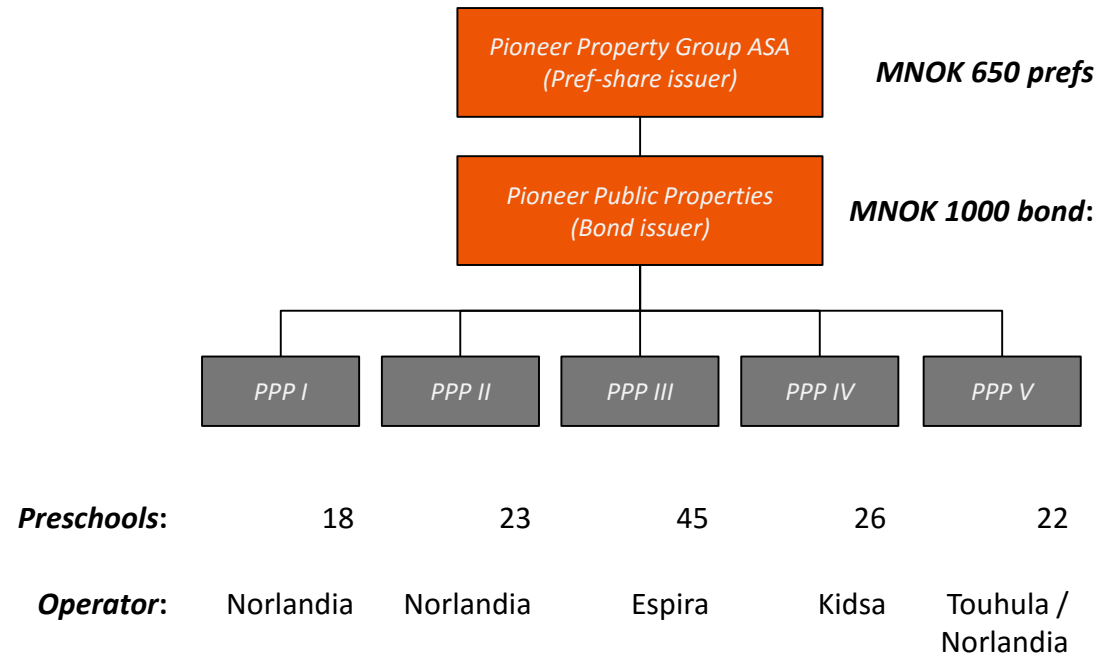 Pioneer Property Group ASA
(Pref-share issuer)
MNOK 650 prefs
Pioneer Public Properties
(Bond issuer)
MNOK 1000 bond:
PPP I
PPP II
PPP III
PPP IV
PPP V
Preschools: 18 23 45 26 22
Operator: Norlandia Norlandia Espira Kidsa Touhula /
Norlandia